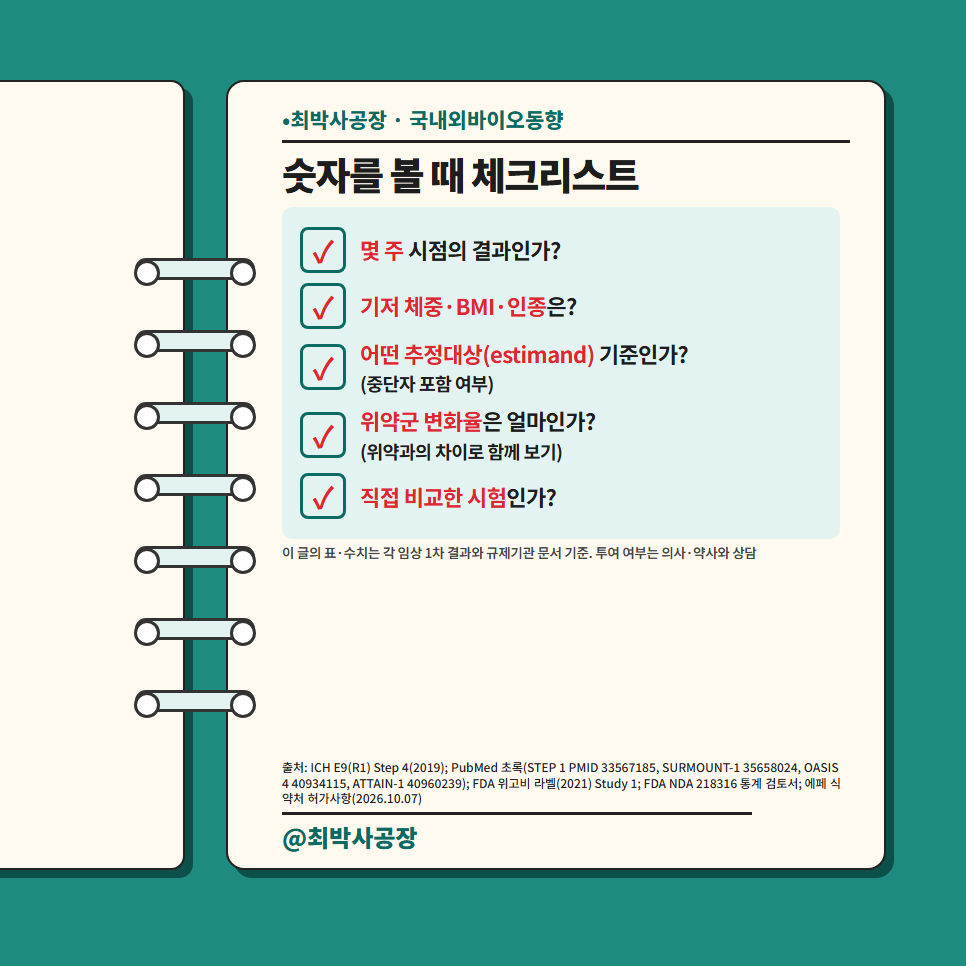 •최박사공장 · 국내외바이오동향
숫자를 볼 때 체크리스트
✓ 몇 주 시점의 결과인가?
✓ 기저 체중·BMI·인종은?
✓ 어떤 추정대상(estimand) 기준인가?
(중단자 포함 여부)
✓ 위약군 변화율은 얼마인가?
(위약과의 차이로 함께 보기)
✓ 직접 비교한 시험인가?
이 글의 표·수치는 각 임상 1차 결과와 규제기관 문서 기준. 투여 여부는 의사·약사와 상담
출처: ICH E9(R1) Step 4(2019); PubMed 초록(STEP 1 PMID 33567185, SURMOUNT-1 35658024, OASIS
4 40934115, ATTAIN-1 40960239); FDA 위고비 라벨(2021) Study 1; FDA NDA 218316 통계 검토서; 에페 식
약처 허가사항(2026.10.07)
@최박사공장